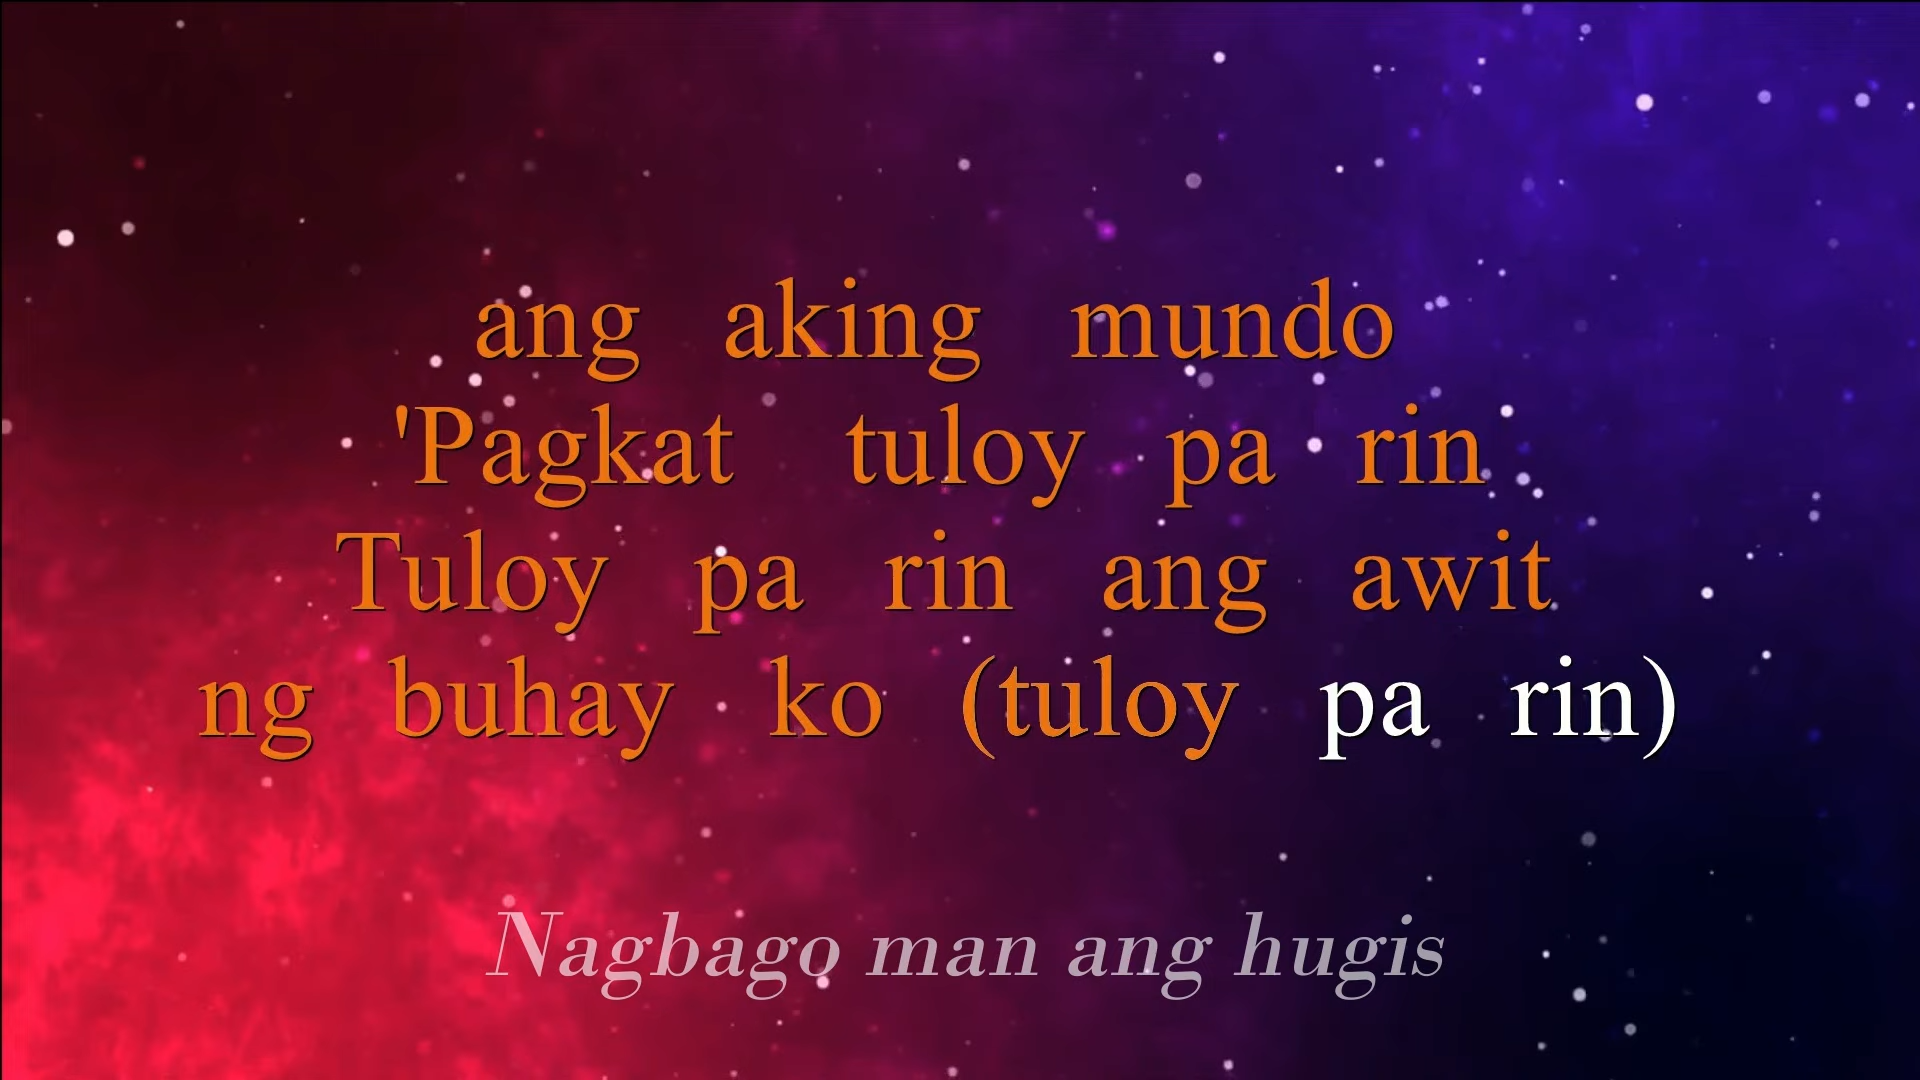 ang aking mundo
'Pagkat tuloy pa rin
Tuloy pa rin ang awit
ng buhay ko (tuloy pa rin)
Nagbago man ang hugis